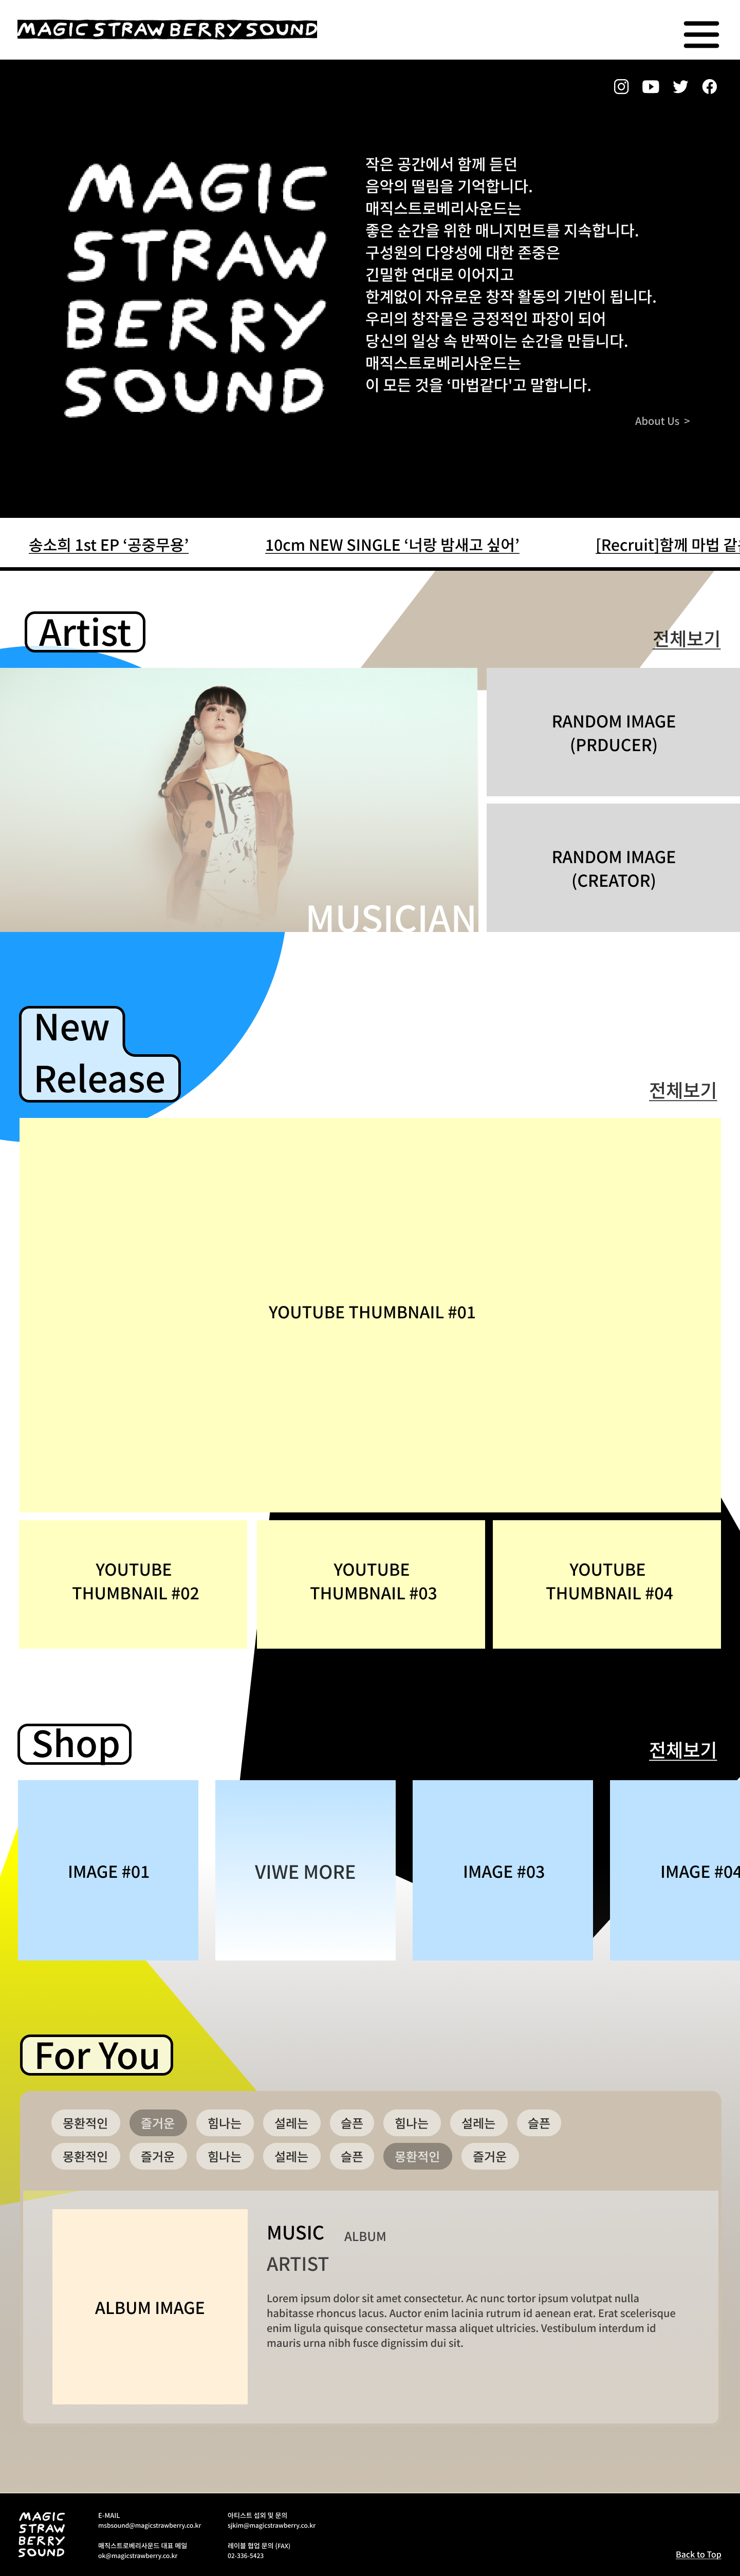 MAGIC STRAWBERRY SOUND
MAGIC
STRAW
BERRY
SOUND
작은 공간에서 함께 듣던
음악의 떨림을 기억합니다.
매직스트로베리사운드는
좋은 순간을 위한 매니지먼트를 지속합니다.
구성원의 다양성에 대한 존중은
긴밀한 연대로 이어지고
한계없이 자유로운 창작 활동의 기반이 됩니다.
우리의 창작물은 긍정적인 파장이 되어
당신의 일상 속 반짝이는 순간을 만듭니다.
매직스트로베리사운드는
이 모든 것을 ‘마법같다'고 말합니다.
About Us >
송소희 1st EP ‘공중무용’ 10cm NEW SINGLE ‘너랑 밤새고 싶어’ [Recruit]함께 마법 같
Artist
전체보기
RANDOM IMAGE
(PRDUCER)
RANDOM IMAGE
(CREATOR)
MUSICIAN
New
Release
전체보기
YOUTUBE THUMBNAIL #01
YOUTUBE
THUMBNAIL #02
YOUTUBE
THUMBNAIL #03
YOUTUBE
THUMBNAIL #04
Shop
전체보기
IMAGE #01
VIWE MORE
IMAGE #03
IMAGE #04
For You
몽환적인 즐거운 힘나는 설레는 슬픈 힘나는 설레는 슬픈
몽환적인 즐거운 힘나는 설레는 슬픈 몽환적인 즐거운
ALBUM IMAGE
MUSIC ALBUM
ARTIST
Lorem ipsum dolor sit amet consectetur. Ac nunc tortor ipsum volutpat nulla
habitasse rhoncus lacus. Auctor enim lacinia rutrum id aenean erat. Erat scelerisque
enim ligula quisque consectetur massa aliquet ultricies. Vestibulum interdum id
mauris urna nibh fusce dignissim dui sit.
MAGIC
STRAW
BERRY
SOUND
E-MAIL
msbsound@magicstrawberry.co.kr
매직스트로베리사운드 대표 메일
ok@magicstrawberry.co.kr
아티스트 섭외 및 문의
sjkim@magicstrawberry.co.kr
레이블 협업 문의 (FAX)
02-336-5423
Back to Top